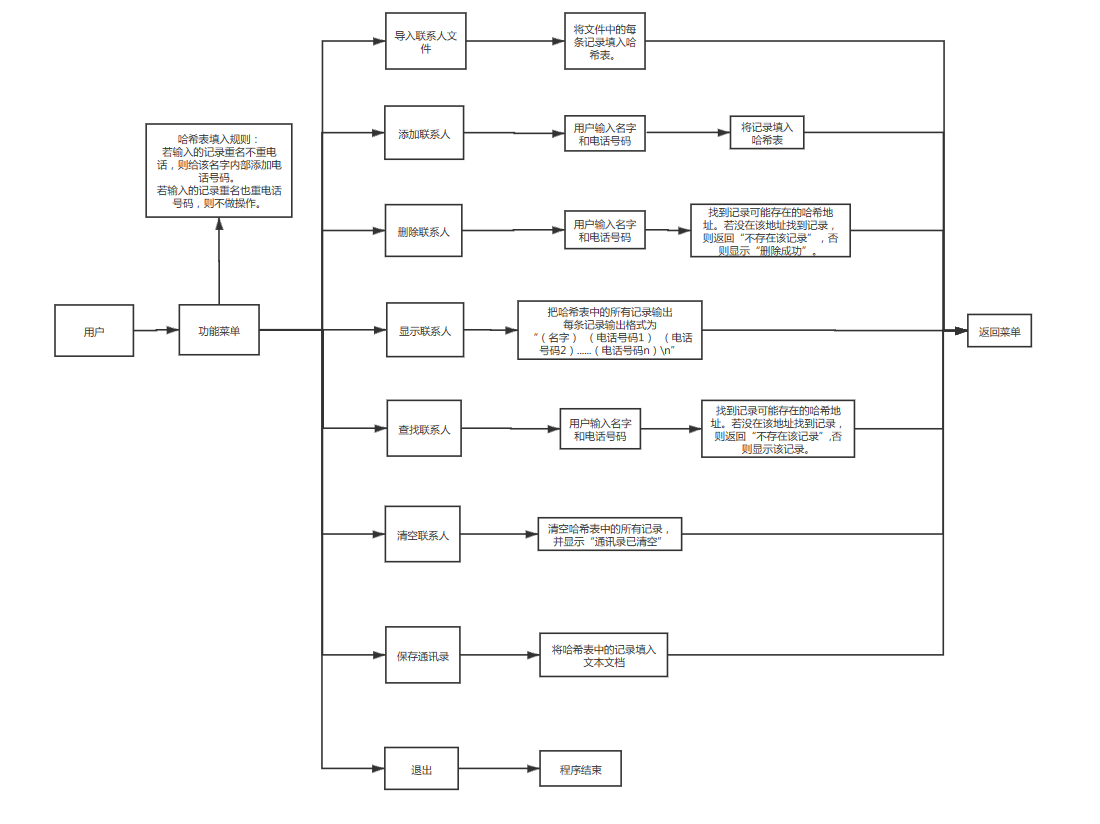 导入联系人文
件
将文件中的每
条记录填入哈
希表。
哈希表填入规则：
若输入的记录重名不重电
话，则给该名字内部添加电
话号码。
若输入的记录重名也重电话
号码，则不做操作。
添加联系人
用户输入名字
和电话号码
将记录填入
哈希表
删除联系人
用户输入名字
和电话号码
找到记录可能存在的哈希地
址。若没在该地址找到记录，
则返回“不存在该记录”，否
则显示“删除成功”。
用户
功能菜单
显示联系人
把哈希表中的所有记录输出
每条记录输出格式为
“（名字）（电话号码1）（电话
号码2）……（电话号码n）\n”
返回菜单
查找联系人
用户输入名字
和电话号码
找到记录可能存在的哈希地
址。若没在该地址找到记录，
则返回“不存在该记录”,否
则显示该记录。
清空联系人
清空哈希表中的所有记录，
并显示“通讯录已清空”
保存通讯录
将哈希表中的记录填入
文本文档
退出
程序结束